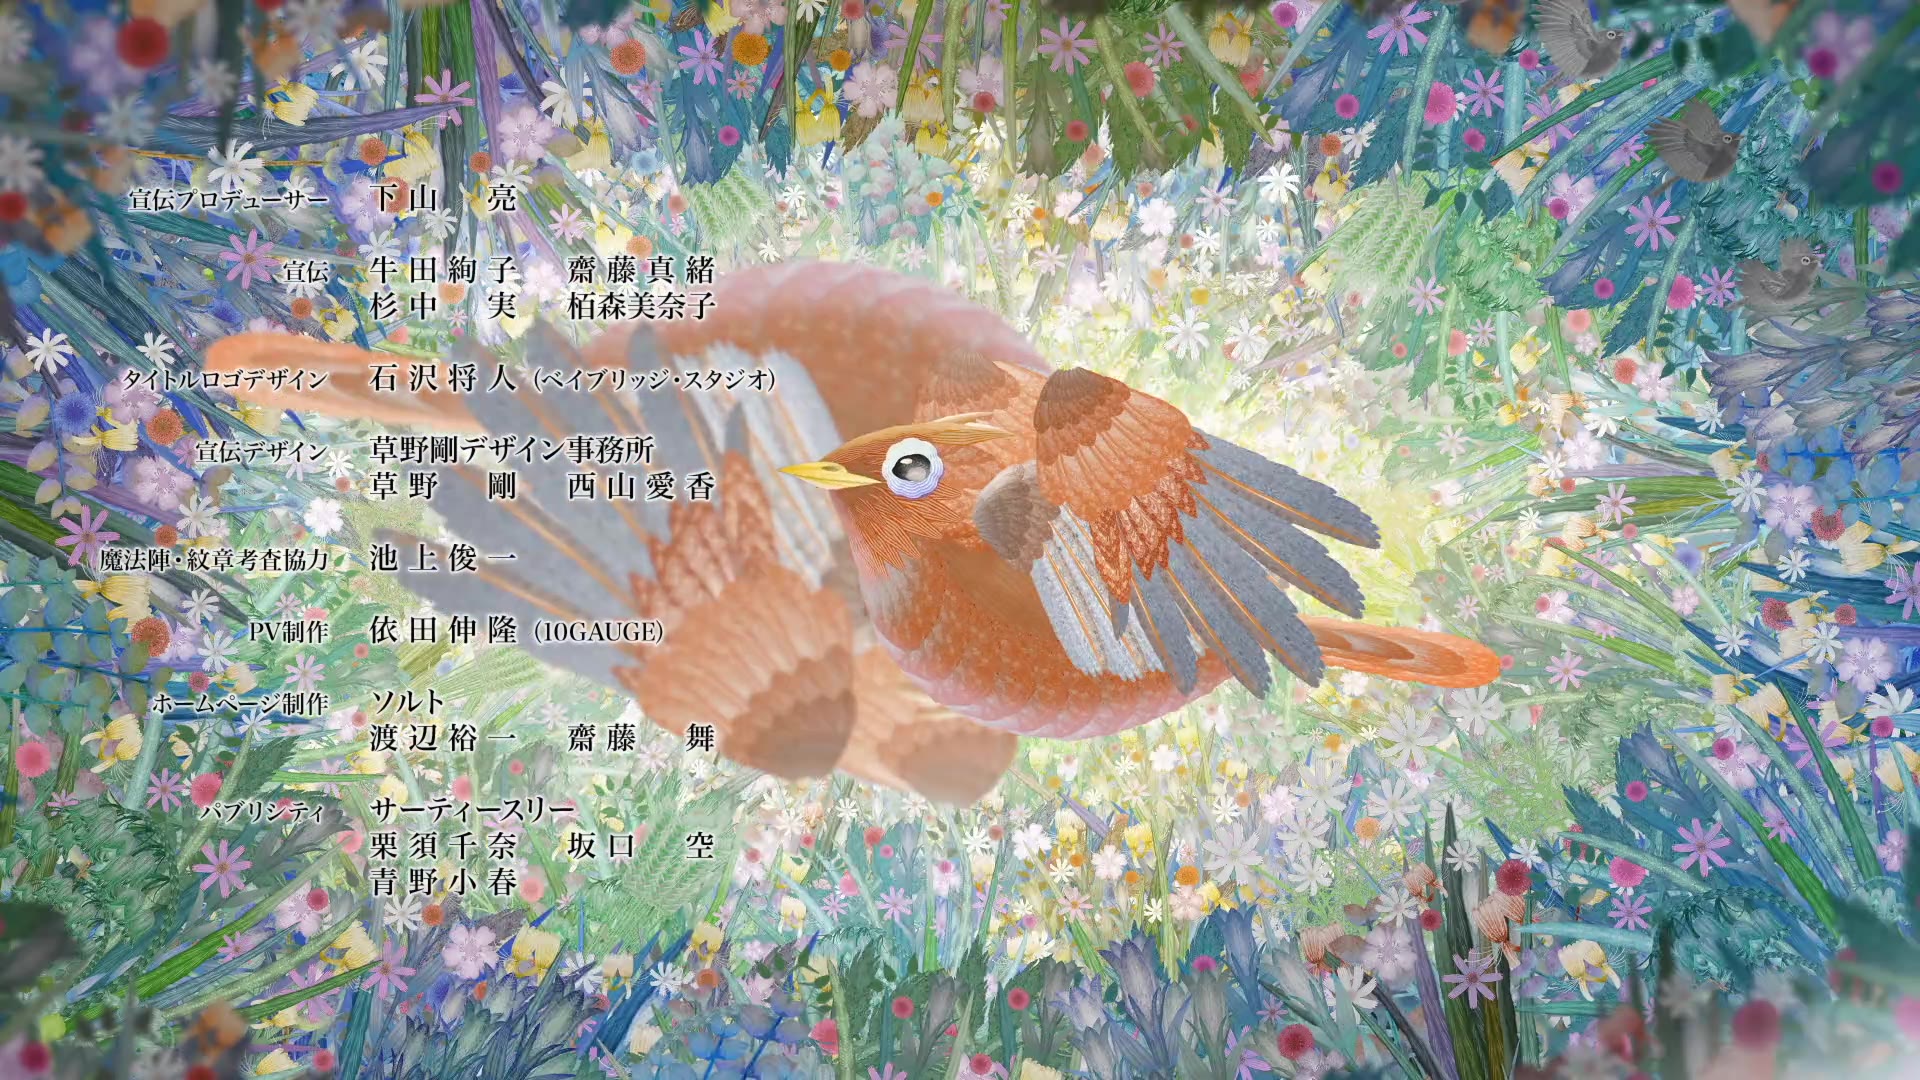 宣伝プロデューサー 下山 亮
宣伝 牛田絢子 齋藤真緒
杉中 実 栢森美奈子
タイトルロゴデザイン 石沢将人(ベイブリッジ・スタジオ)
宣伝デザイン 草野剛デザイン事務所
草野 剛 西山愛香
魔法陣・紋章考査協力 池上俊一
PV制作 依田伸隆(10GAUGE)
ホームページ制作 ソルト
渡辺裕一 齋藤 舞
パブリシティ サーティースリー
栗須千奈 坂口 空
青野小春